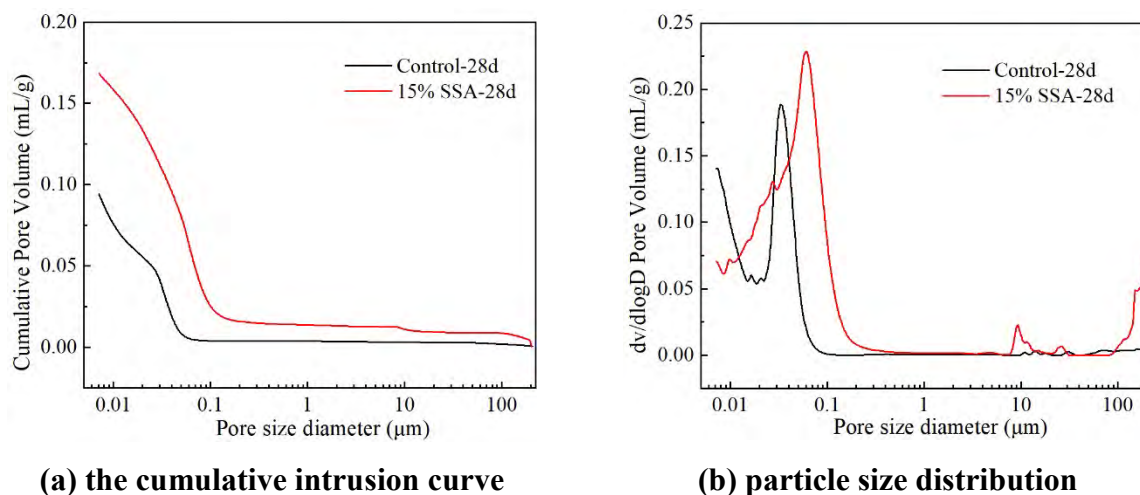 0.20
0.15
0.10
0.05
0.00
Cumulative Pore Volume (mL/g)
Control-28d
15% SSA-28d
0.01 0.1 1 10 100
Pore size diameter (μm)
(a) the cumulative intrusion curve
0.25
0.20
0.15
0.10
0.05
0.00
dv/dlogD Pore Volume (mL/g)
Control-28d
15% SSA-28d
0.01 0.1 1 10 100
Pore size diameter (μm)
(b) particle size distribution